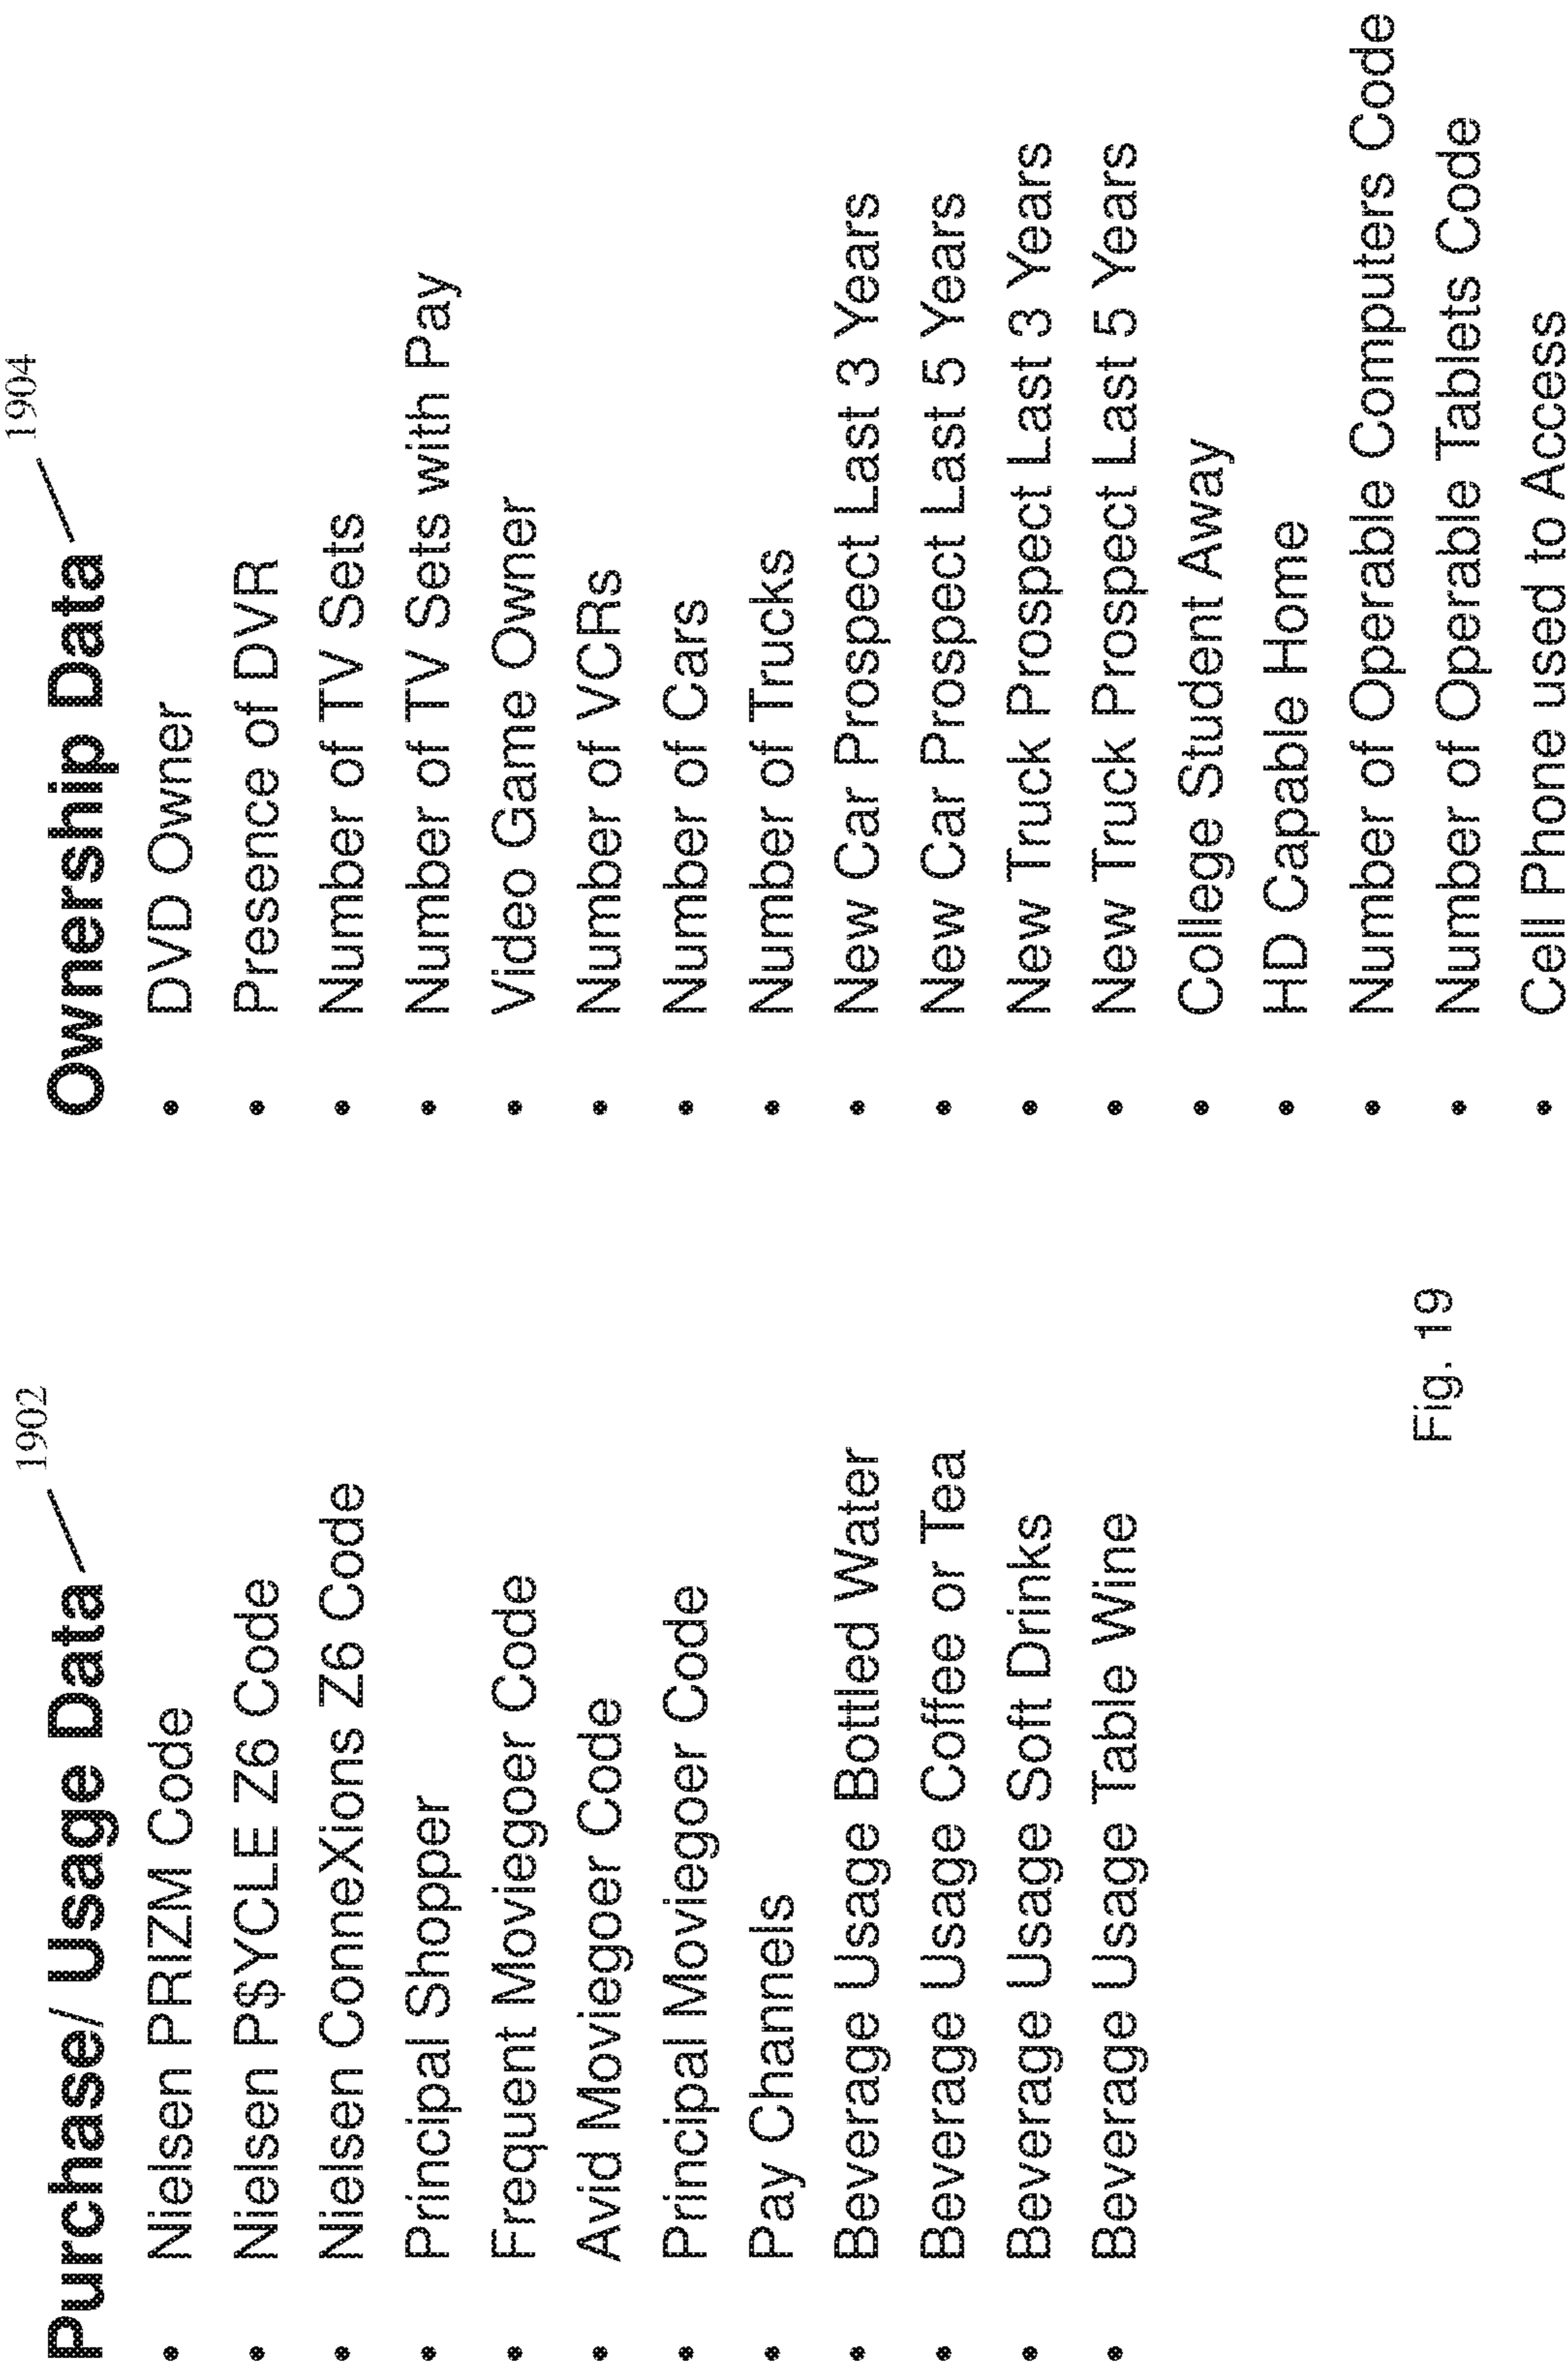 Purchase/ Usage Data
1902
• Nielsen PRIZM Code
• Nielsen P$YCLE Z6 Code
• Nielsen ConneXions Z6 Code
• Principal Shopper
• Frequent Moviegoer Code
• Avid Moviegoer Code
• Principal Moviegoer Code
• Pay Channels
• Beverage Usage Bottled Water
• Beverage Usage Coffee or Tea
• Beverage Usage Soft Drinks
• Beverage Usage Table Wine
Ownership Data
1904
• DVD Owner
• Presence of DVR
• Number of TV Sets
• Number of TV Sets with Pay
• Video Game Owner
• Number of VCRs
• Number of Cars
• Number of Trucks
• New Car Prospect Last 3 Years
• New Car Prospect Last 5 Years
• New Truck Prospect Last 3 Years
• New Truck Prospect Last 5 Years
• College Student Away
• HD Capable Home
• Number of Operable Computers Code
• Number of Operable Tablets Code
• Cell Phone used to Access
Fig. 19